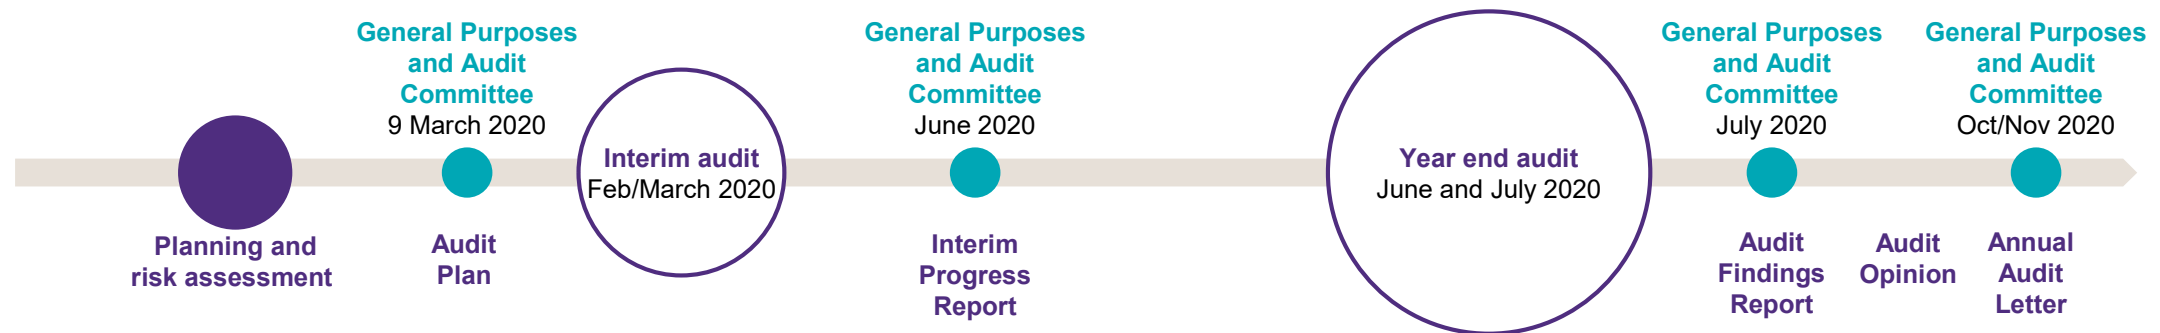 General Purposes
and Audit
Committee
9 March 2020
General Purposes
and Audit
Committee
June 2020
General Purposes
and Audit
Committee
July 2020
General Purposes
and Audit
Committee
Oct/Nov 2020
Interim audit
Feb/March 2020
Year end audit
June and July 2020
Planning and
risk assessment
Audit
Plan
Interim
Progress
Report
Audit
Findings
Report
Audit
Opinion
Annual
Audit
Letter